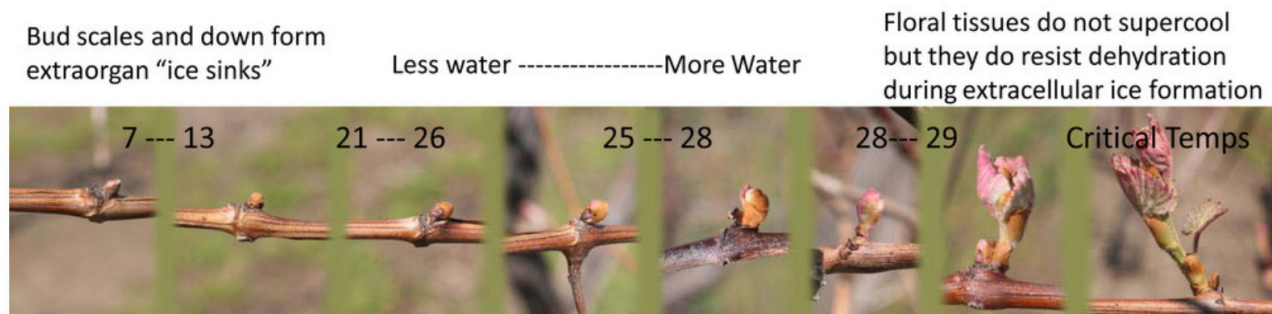 Bud scales and down form
extraorgan “ice sinks”
Less water -----------------More Water
Floral tissues do not supercool
but they do resist dehydration
during extracellular ice formation
7 --- 13
21 --- 26
25 --- 28
28--- 29
Critical Temps